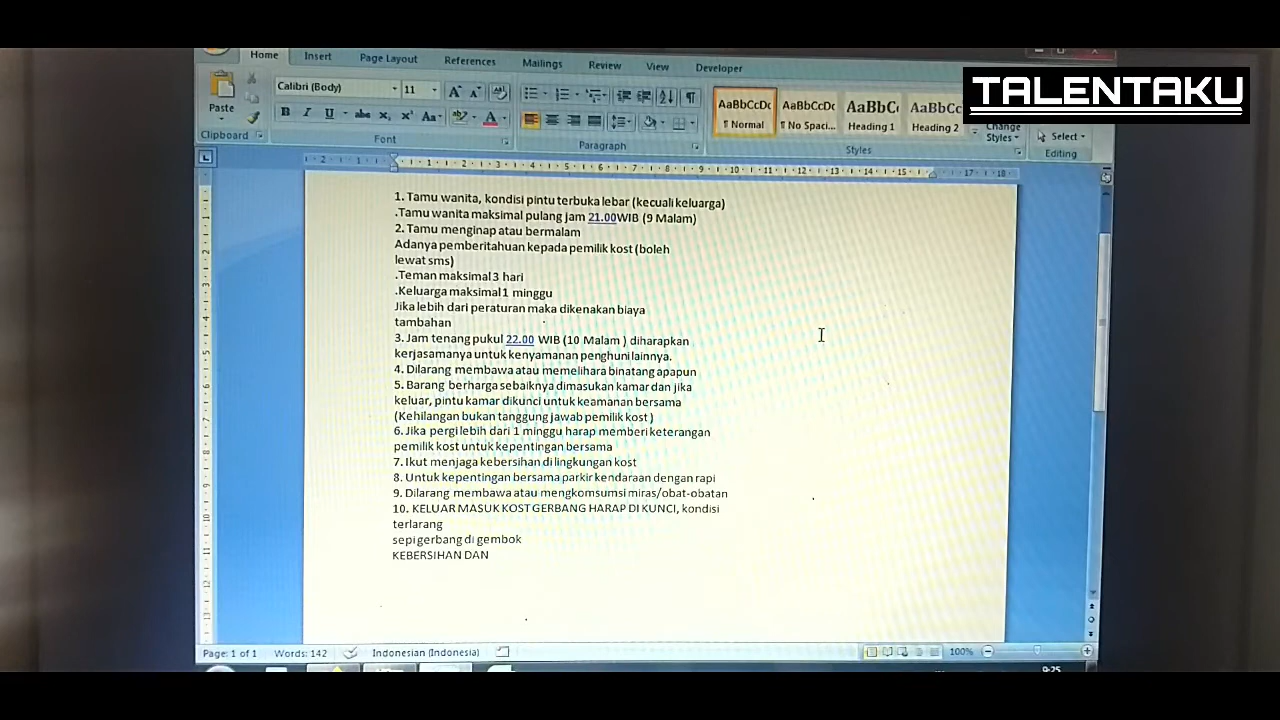 TALENTAKU
Home Insert Page Layout References Mailings Review View Developer
Calibri (Body) 11
Paste
B I U abc Aa
AaBbCcDc AaBbCcDc AaBbC AaBbCc
¶ Normal ¶ No Spaci... Heading 1 Heading 2
Change Styles Select
Clipboard Font Paragraph Styles Editing
1. Tamu wanita, kondisi pintu terbuka lebar (kecuali keluarga)
.Tamu wanita maksimal pulang jam 21.00WIB (9 Malam)
2. Tamu menginap atau bermalam
Adanya pemberitahuan kepada pemilik kost (boleh
lewat sms)
.Teman maksimal 3 hari
.Keluarga maksimal 1 minggu
Jika lebih dari peraturan maka dikenakan biaya
tambahan
3. Jam tenang pukul 22.00 WIB (10 Malam ) diharapkan
kerjasamanya untuk kenyamanan penghuni lainnya.
4. Dilarang membawa atau memelihara binatang apapun
5. Barang berharga sebaiknya dimasukan kamar dan jika
keluar, pintu kamar dikunci untuk keamanan bersama
(Kehilangan bukan tanggung jawab pemilik kost )
6. Jika pergi lebih dari 1 minggu harap memberi keterangan
pemilik kost untuk kepentingan bersama
7. Ikut menjaga kebersihan di lingkungan kost
8. Untuk kepentingan bersama parkir kendaraan dengan rapi
9. Dilarang membawa atau mengkomsumsi miras/obat-obatan
10. KELUAR MASUK KOST GERBANG HARAP DI KUNCI, kondisi
terlarang
sepi gerbang di gembok
KEBERSIHAN DAN
Page: 1 of 1 Words: 142 Indonesian (Indonesia) 100%
9:25